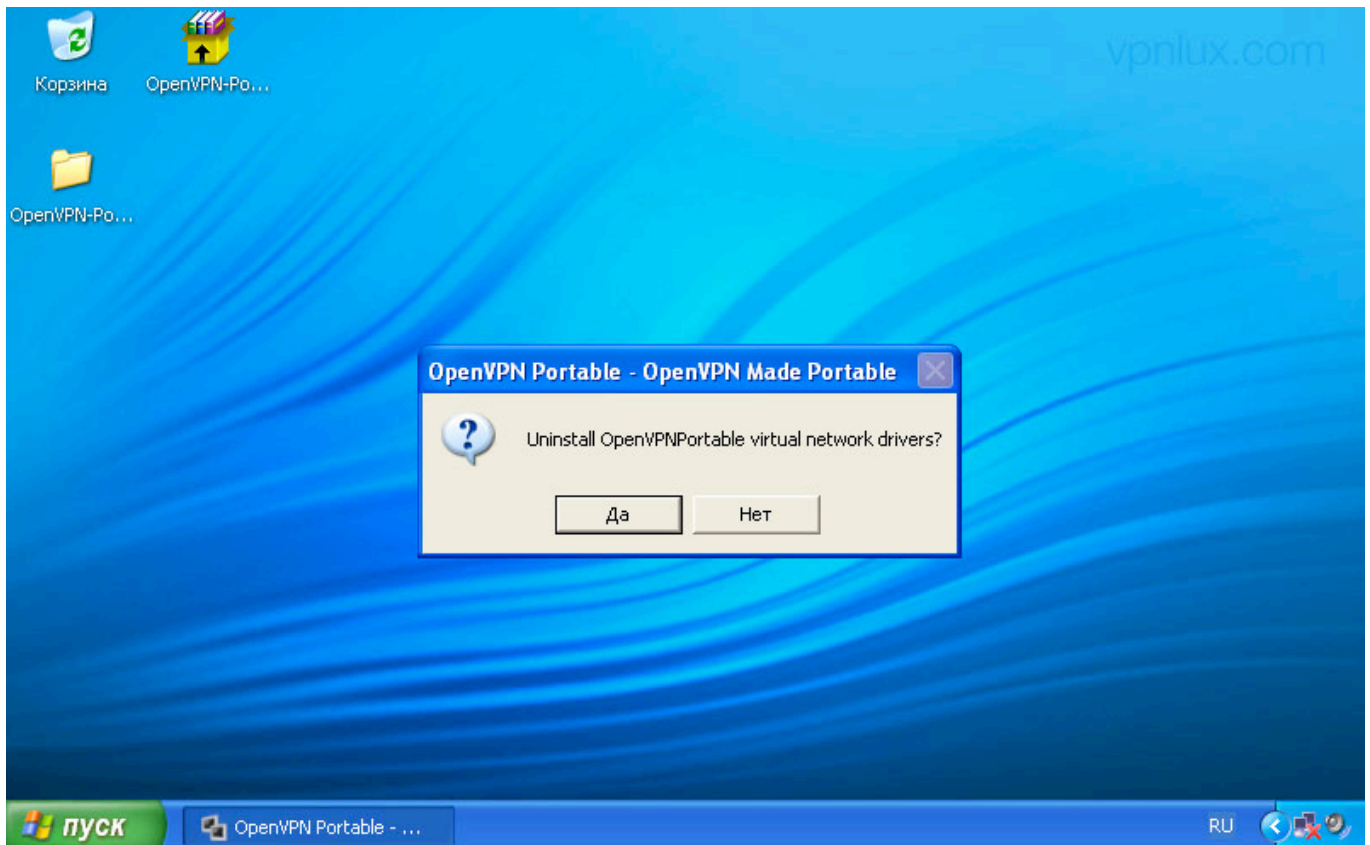 vpnlux.com
Корзина
OpenVPN-Po...
OpenVPN-Po...
OpenVPN Portable - OpenVPN Made Portable
Uninstall OpenVPNPortable virtual network drivers?
Да
Нет
пуск
OpenVPN Portable - ...
RU